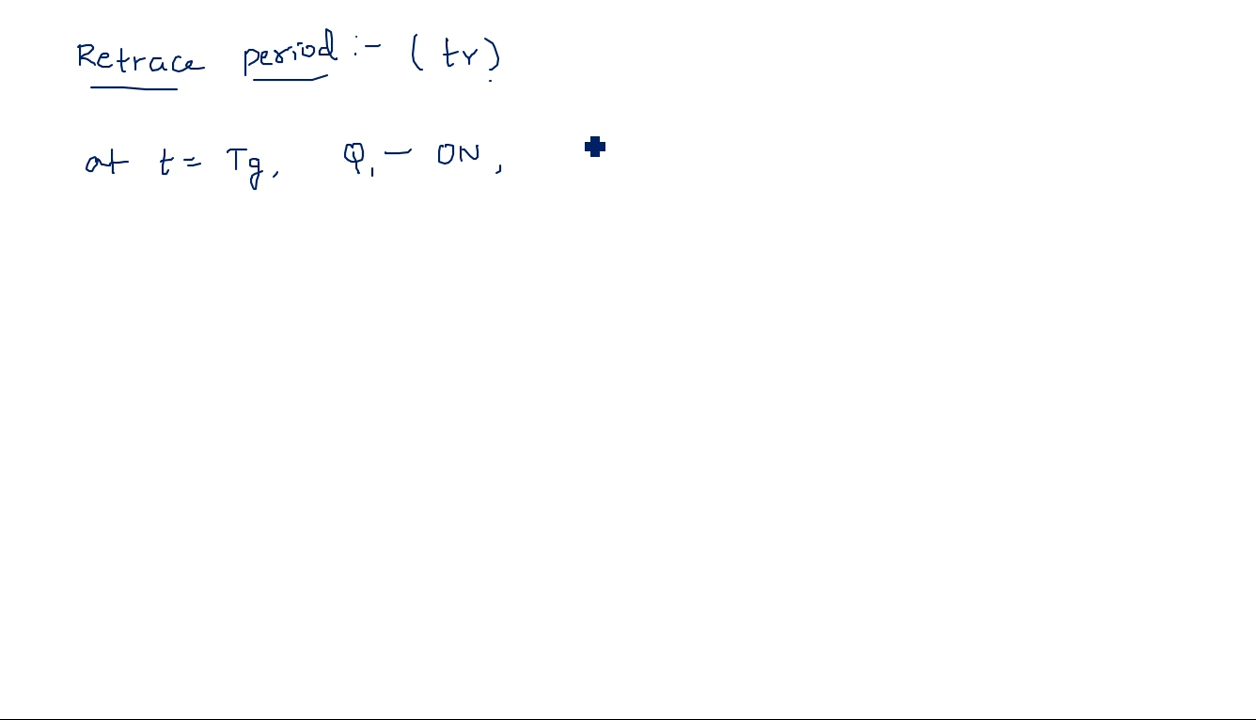 Retrace period :- (tr)
at t = Tg, Q1 – ON,